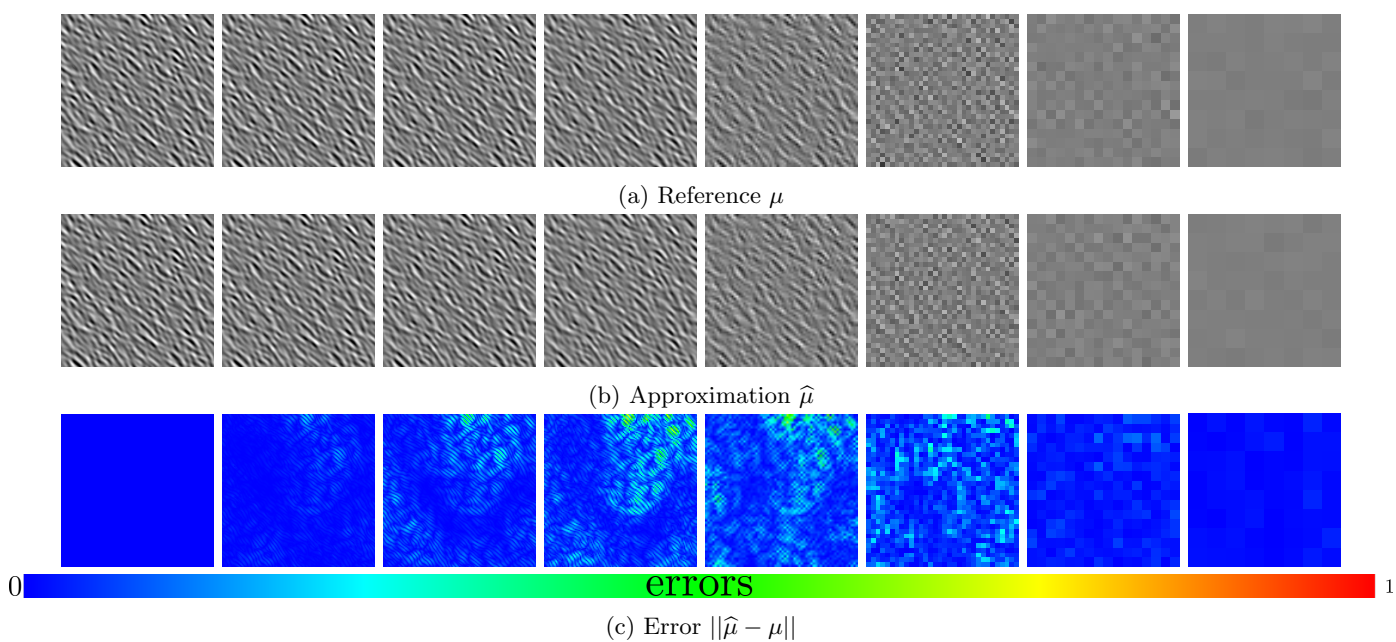 (a) Reference μ
(b) Approximation μ̂
0 errors 1
(c) Error ||μ̂ − μ||